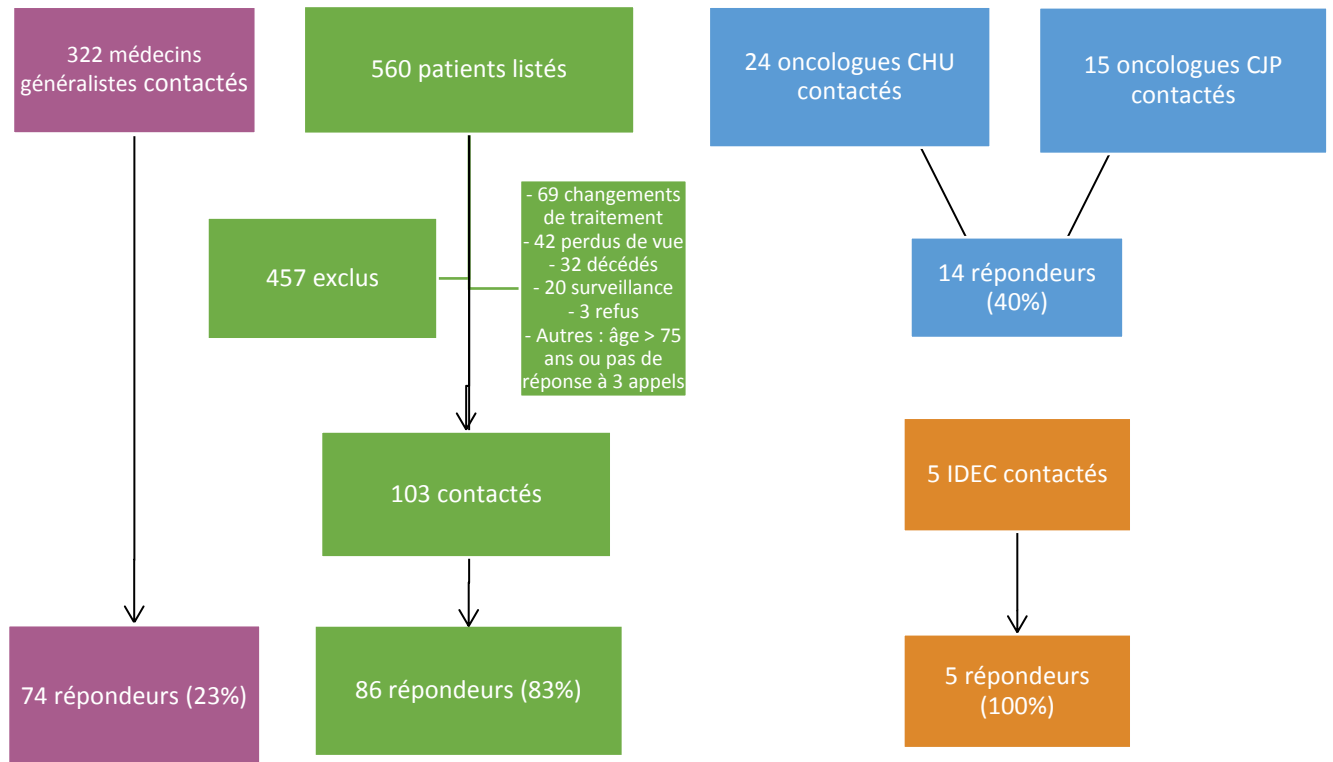 322 médecins
généralistes contactés
560 patients listés
24 oncologues CHU
contactés
15 oncologues CJP
contactés
457 exclus
- 69 changements
de traitement
- 42 perdus de vue
- 32 décédés
- 20 surveillance
- 3 refus
- Autres : âge > 75
ans ou pas de
réponse à 3 appels
14 répondeurs
(40%)
103 contactés
5 IDEC contactés
74 répondeurs (23%)
86 répondeurs (83%)
5 répondeurs
(100%)